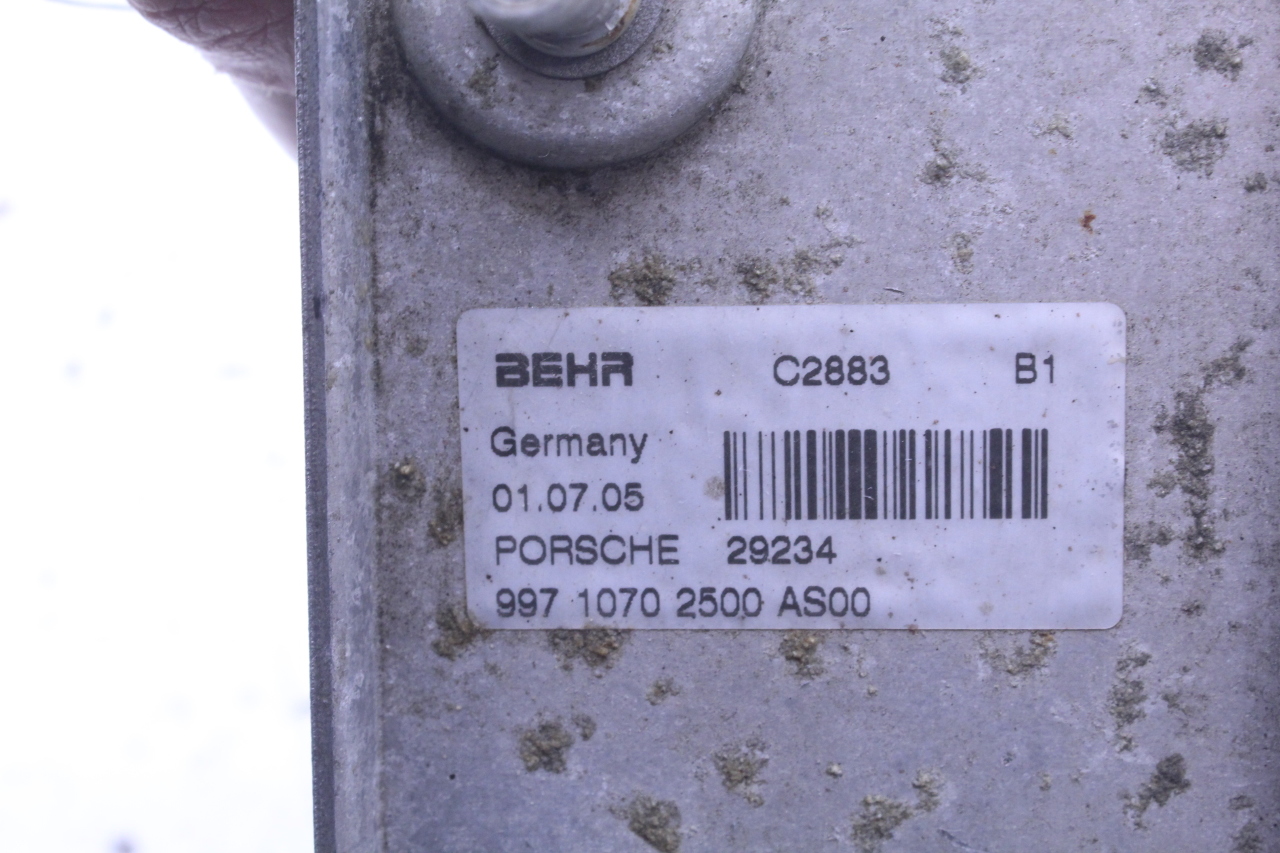 BEHR C2883 B1
Germany
01.07.05
PORSCHE 29234
997 1070 2500 AS00